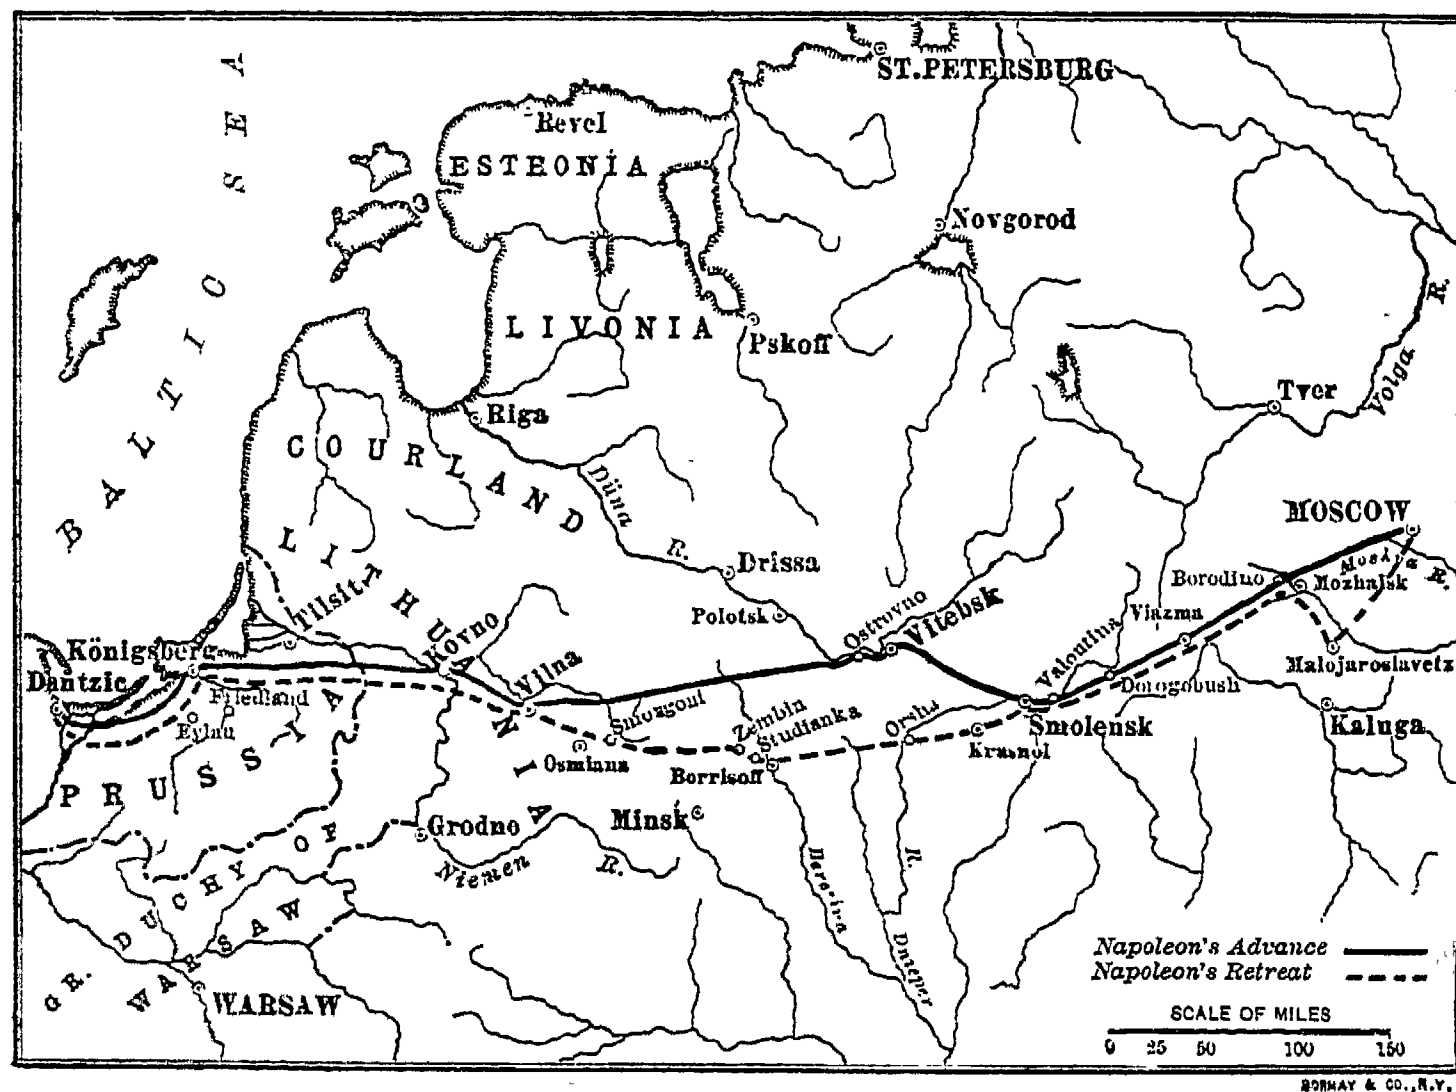 BALTIC SEA
ST. PETERSBURG
Revel
ESTHONIA
Novgorod
LIVONIA
Pskoff
Volga R.
Tver
Riga
COURLAND
Düna R.
MOSCOW
LITHUANIA
Drissa
Borodino
Moskva R.
Mozhaisk
Tilsit
Polotsk
Ostrovno
Vitebsk
Valoutina
Viazma
Königsberg
Kovno
Malojaroslavetz
Dantzic
Friedland
Vilna
Dorogobush
Eylau
Smorgoni
Zembin
Studianka
Orsha
Smolensk
Kaluga
Krasnoi
Osmiana
Borrisoff
PRUSSIA
Minsk
Grodno
Niemen R.
Beresina
R.
Dnieper
GR. DUCHY OF
WARSAW
WARSAW
Napoleon's Advance
Napoleon's Retreat
SCALE OF MILES
0 25 50 100 150
BORMAY & CO., N.Y.